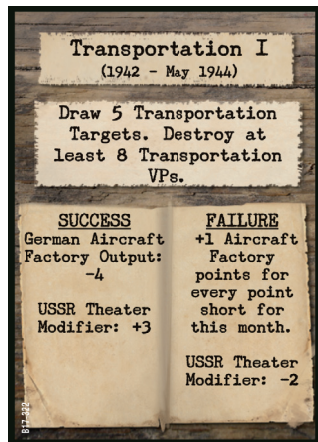 Transportation I
(1942 - May 1944)
Draw 5 Transportation
Targets. Destroy at
least 8 Transportation
VPs.
SUCCESS
German Aircraft
Factory Output:
-4
USSR Theater
Modifier: +3
FAILURE
+1 Aircraft
Factory
points for
every point
short for
this month.
USSR Theater
Modifier: -2
B17-322